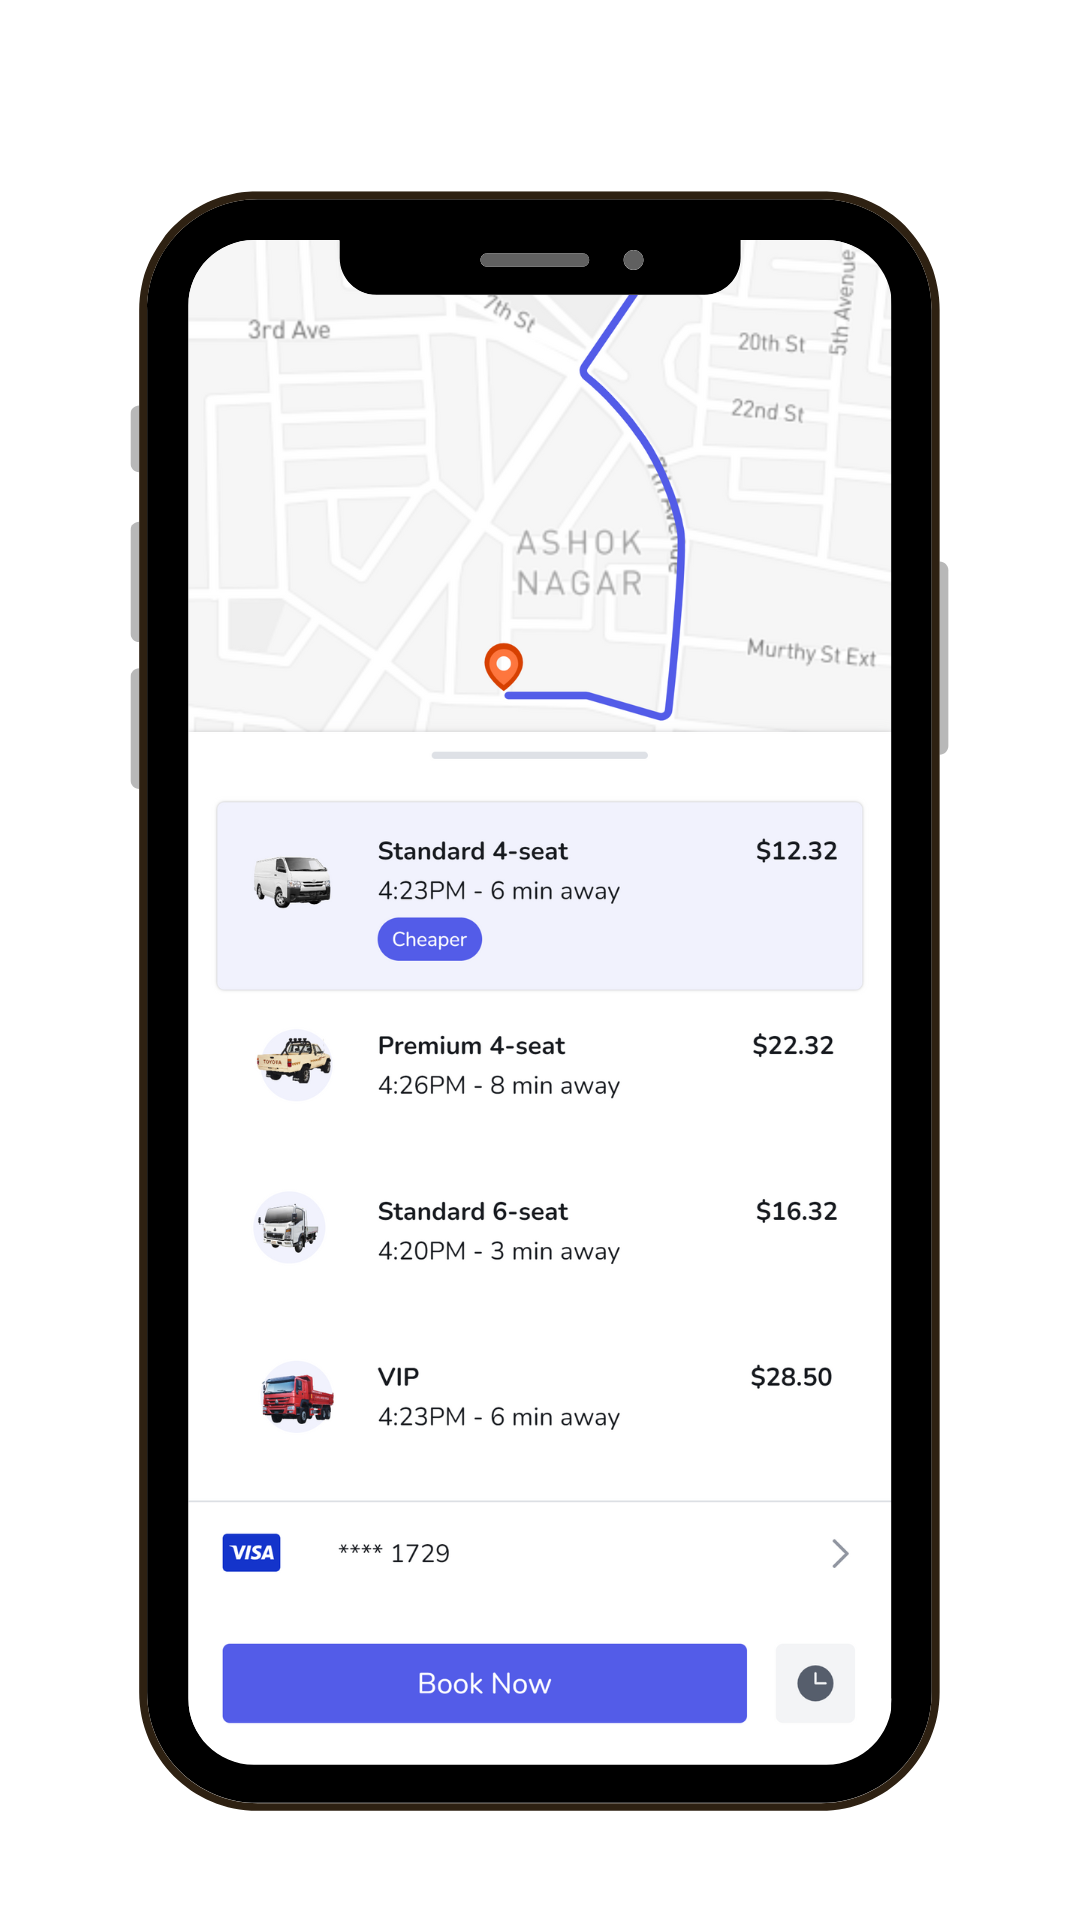 3rd Ave
7th St
20th St
5th Avenue
22nd St
7th Avenue
ASHOK
NAGAR
Murthy St Ext
Standard 4-seat
$12.32
4:23PM - 6 min away
Cheaper
TOYOTA
Premium 4-seat
$22.32
4:26PM - 8 min away
Standard 6-seat
$16.32
4:20PM - 3 min away
VIP
$28.50
4:23PM - 6 min away
VISA
**** 1729
Book Now